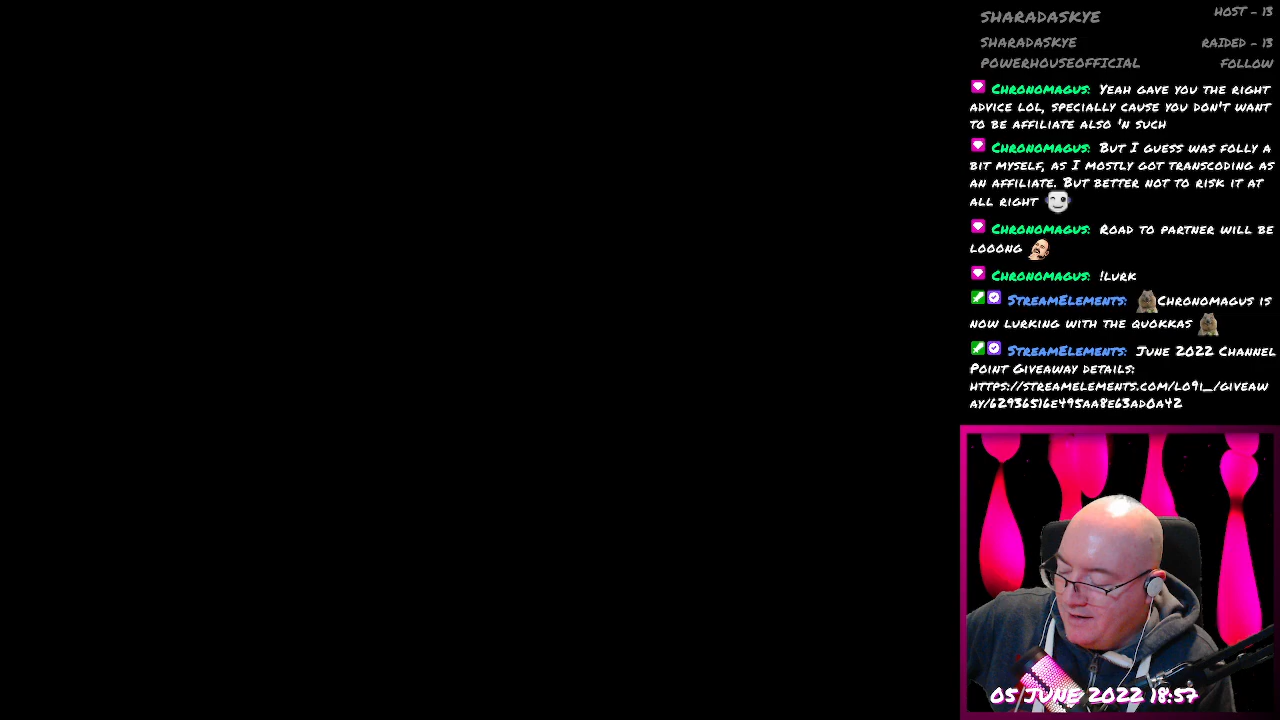 SHARADASKYE HOST - 13
SHARADASKYE RAIDED - 13
POWERHOUSEOFFICIAL FOLLOW
CHRONOMAGUS: YEAH GAVE YOU THE RIGHT
ADVICE LOL, SPECIALLY CAUSE YOU DON'T WANT
TO BE AFFILIATE ALSO 'N SUCH
CHRONOMAGUS: BUT I GUESS WAS FOLLY A
BIT MYSELF, AS I MOSTLY GOT TRANSCODING AS
AN AFFILIATE. BUT BETTER NOT TO RISK IT AT
ALL RIGHT
CHRONOMAGUS: ROAD TO PARTNER WILL BE
LOOONG
CHRONOMAGUS: !LURK
STREAMELEMENTS: CHRONOMAGUS IS
NOW LURKING WITH THE QUOKKAS
STREAMELEMENTS: JUNE 2022 CHANNEL
POINT GIVEAWAY DETAILS:
HTTPS://STREAMELEMENTS.COM/LO9I_/GIVEAW
AY/62936516E495AA8E63AD0A42
05 JUNE 2022 18:57